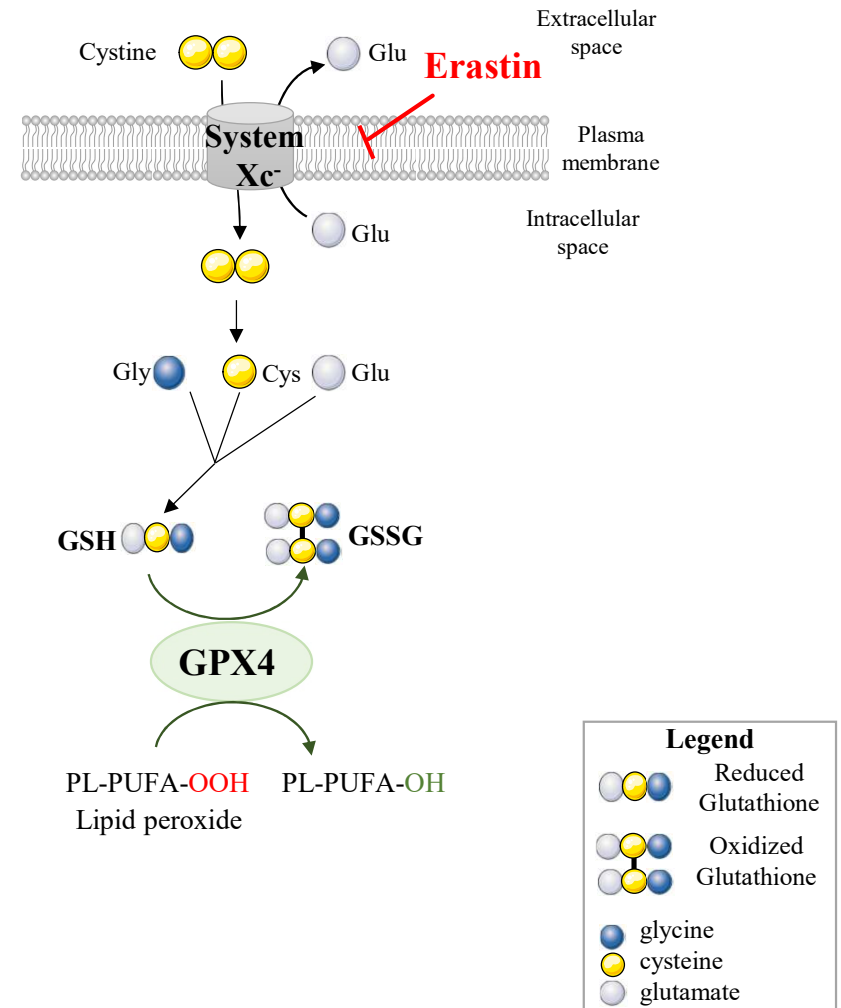 Extracellular
space
Cystine
Glu
Erastin
System
Xc-
Plasma
membrane
Intracellular
space
Glu
Gly
Cys
Glu
GSH
GSSG
GPX4
PL-PUFA-OOH
PL-PUFA-OH
Lipid peroxide
Legend
Reduced
Glutathione
Oxidized
Glutathione
glycine
cysteine
glutamate